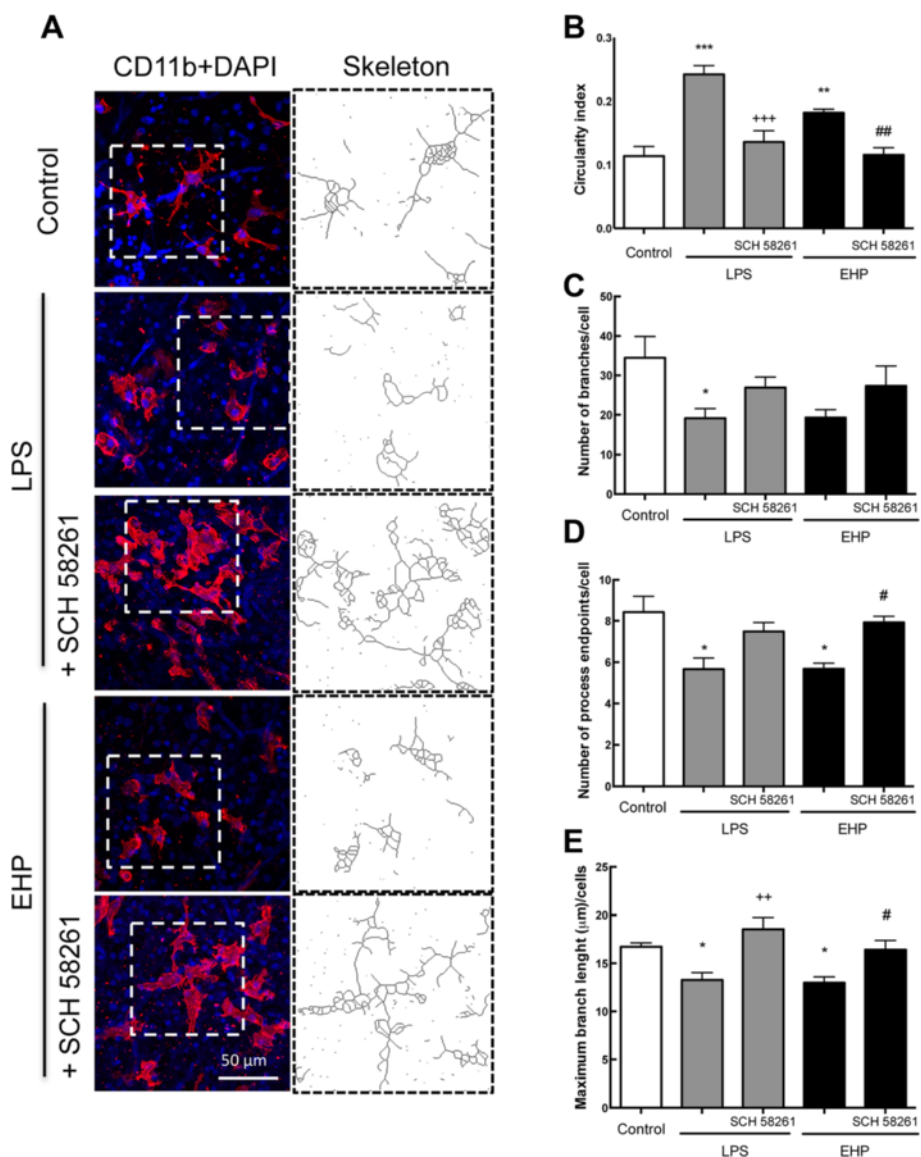 A
CD11b+DAPI
Skeleton
Control
LPS
+ SCH 58261
EHP
+ SCH 58261
50 µm
B
Circularity index
0.3
0.2
0.1
0.0
***
+++
**
##
Control
SCH 58261
SCH 58261
LPS
EHP
C
Number of branches/cell
50
40
30
20
10
0
*
Control
SCH 58261
SCH 58261
LPS
EHP
D
Number of process endpoints/cell
10
8
6
4
2
0
*
*
#
Control
SCH 58261
SCH 58261
LPS
EHP
E
Maximum branch lenght (µm)/cells
25
20
15
10
5
0
*
++
*
#
Control
SCH 58261
SCH 58261
LPS
EHP